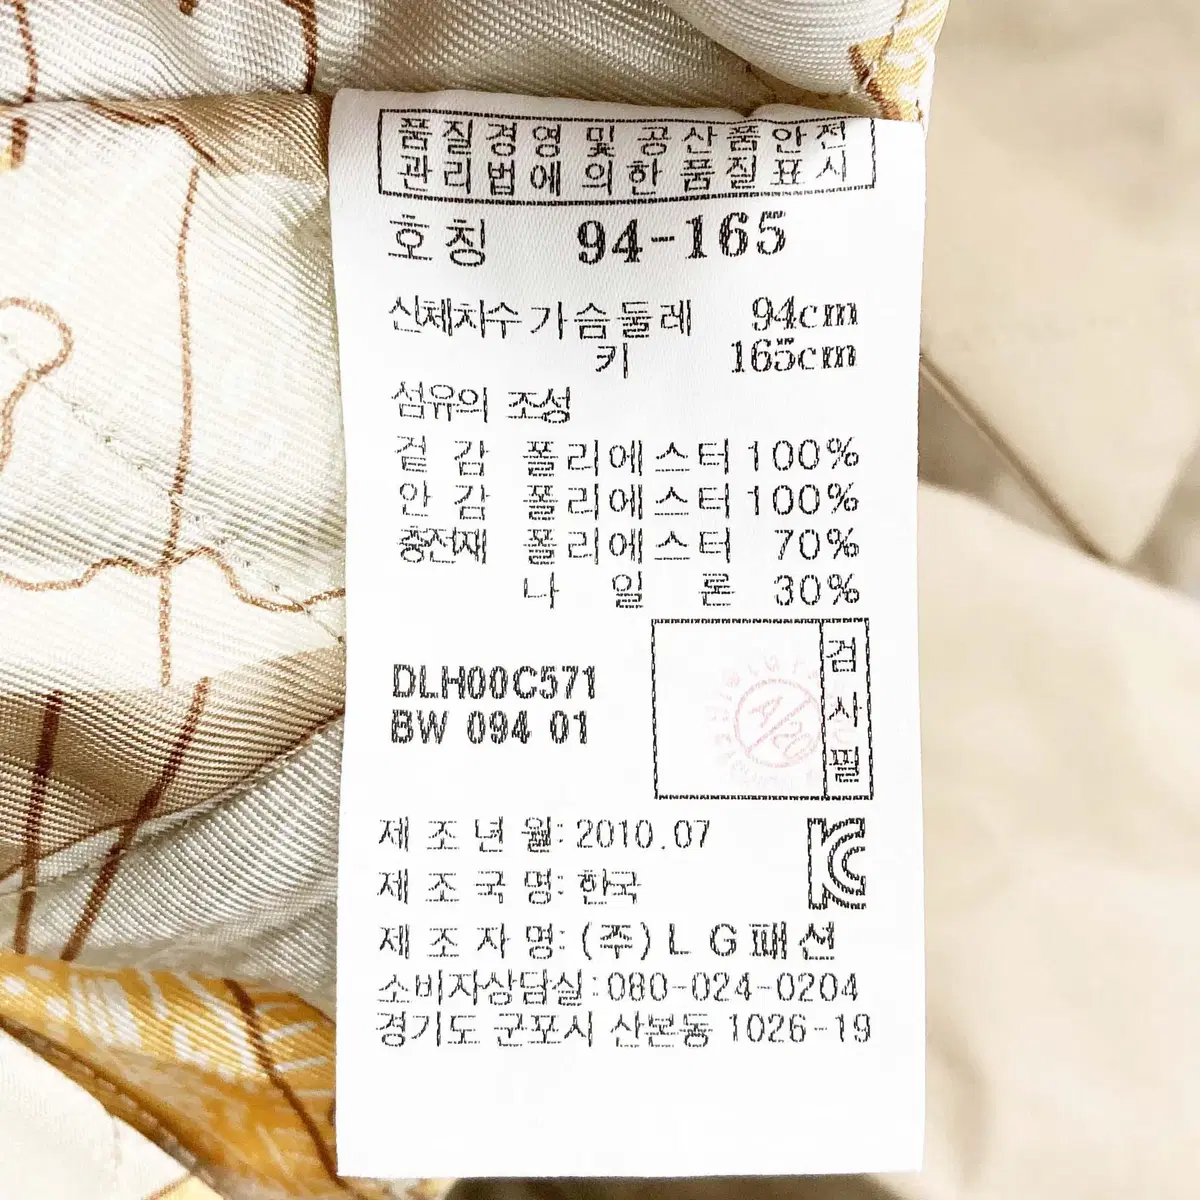 품질경영 및 공산품안전
관리법에 의한 품질표시
호칭 94-165
신체치수 가슴둘레 94cm
키 165cm
섬유의 조성
겉 감 폴리에스터 100%
안 감 폴리에스터 100%
충전재 폴리에스터 70%
나 일 론 30%
DLH00C571
BW 094 01
검사필
제 조 년 월: 2010.07
제 조 국 명: 한국
제 조 자 명: (주) L G패션
소비자상담실: 080-024-0204
경기도 군포시 산본동 1026-19